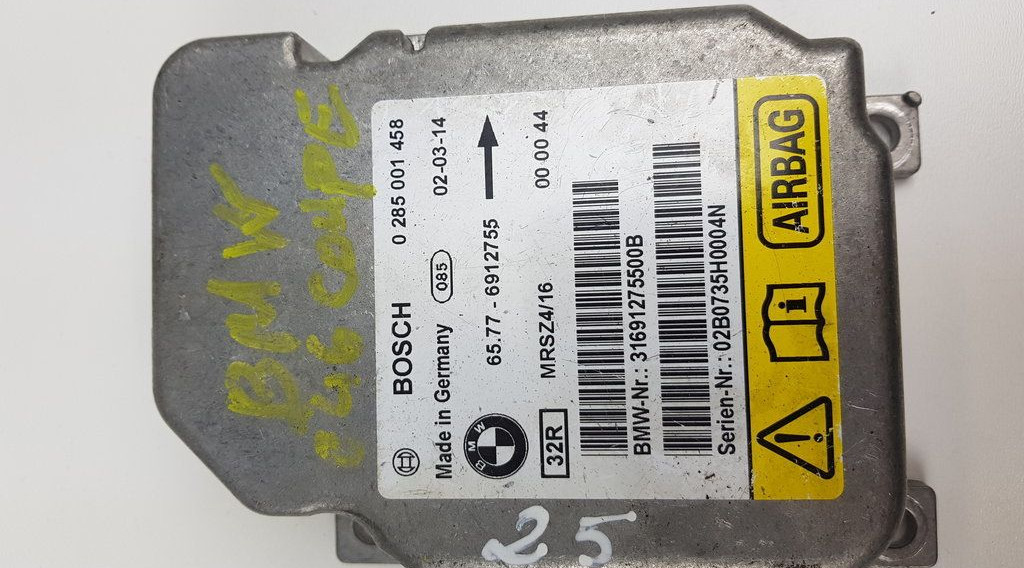 BMW
e46 COUPE
BOSCH 0 285 001 458
Made in Germany 085 02-03-14
BMW 65.77 - 6912755
32R MRSZ4/16 00 00 44
BMW-Nr.: 31691275500B
Serien-Nr.: 02B0735H0004N
AIRBAG
25